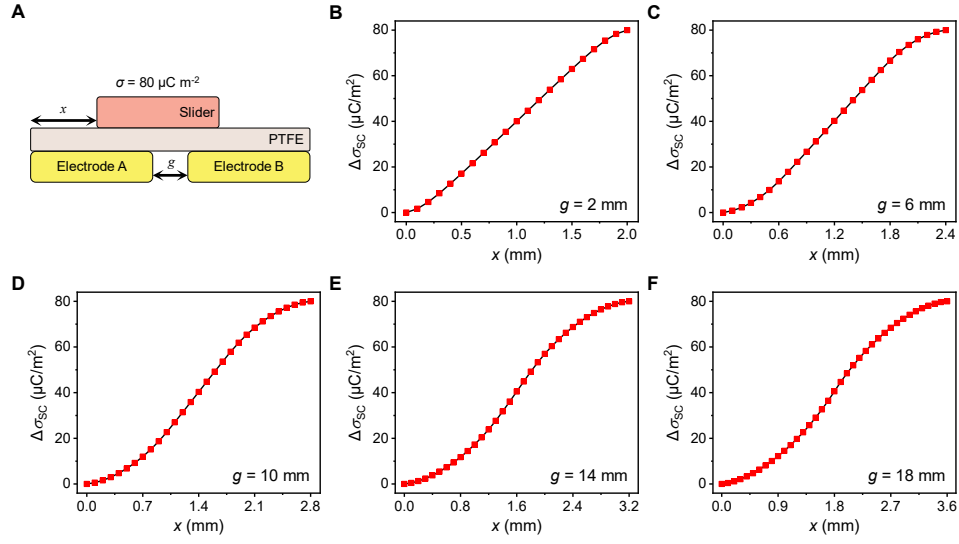 A
σ = 80 μC m-2
x
Slider
PTFE
Electrode A
g
Electrode B
B
80
60
40
20
0
ΔσSC (μC/m2)
g = 2 mm
0.0 0.5 1.0 1.5 2.0
x (mm)
C
80
60
40
20
0
ΔσSC (μC/m2)
g = 6 mm
0.0 0.6 1.2 1.8 2.4
x (mm)
D
80
60
40
20
0
ΔσSC (μC/m2)
g = 10 mm
0.0 0.7 1.4 2.1 2.8
x (mm)
E
80
60
40
20
0
ΔσSC (μC/m2)
g = 14 mm
0.0 0.8 1.6 2.4 3.2
x (mm)
F
80
60
40
20
0
ΔσSC (μC/m2)
g = 18 mm
0.0 0.9 1.8 2.7 3.6
x (mm)